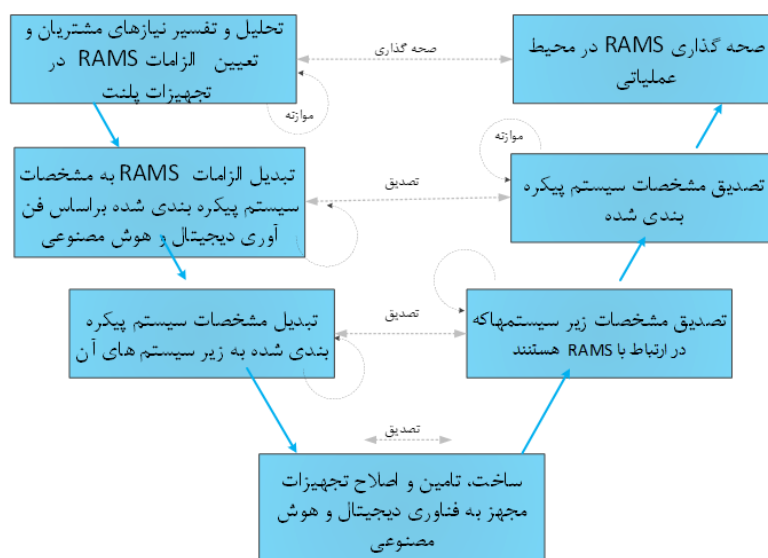 تحلیل و تفسیر نیازهای مشتریان و
تعیین الزامات RAMS در
تجهیزات پلنت
صحه گذاری
صحه گذاری RAMS در محیط
عملیاتی
موازته
موازته
تبدیل الزامات RAMS به مشخصات
سیستم پیکره بندی شده براساس فن
آوری دیجیتال و هوش مصنوعی
تصدیق
تصدیق مشخصات سیستم پیکره
بندی شده
تبدیل مشخصات سیستم پیکره
بندی شده به زیر سیستم های آن
تصدیق
تصدیق مشخصات زیر سیستمهاکه
در ارتباط با RAMS هستنند
تصدیق
ساخت، تامین و اصلاح تجهیزات
مجهز به فناوری دیجیتال و هوش
مصنوعی